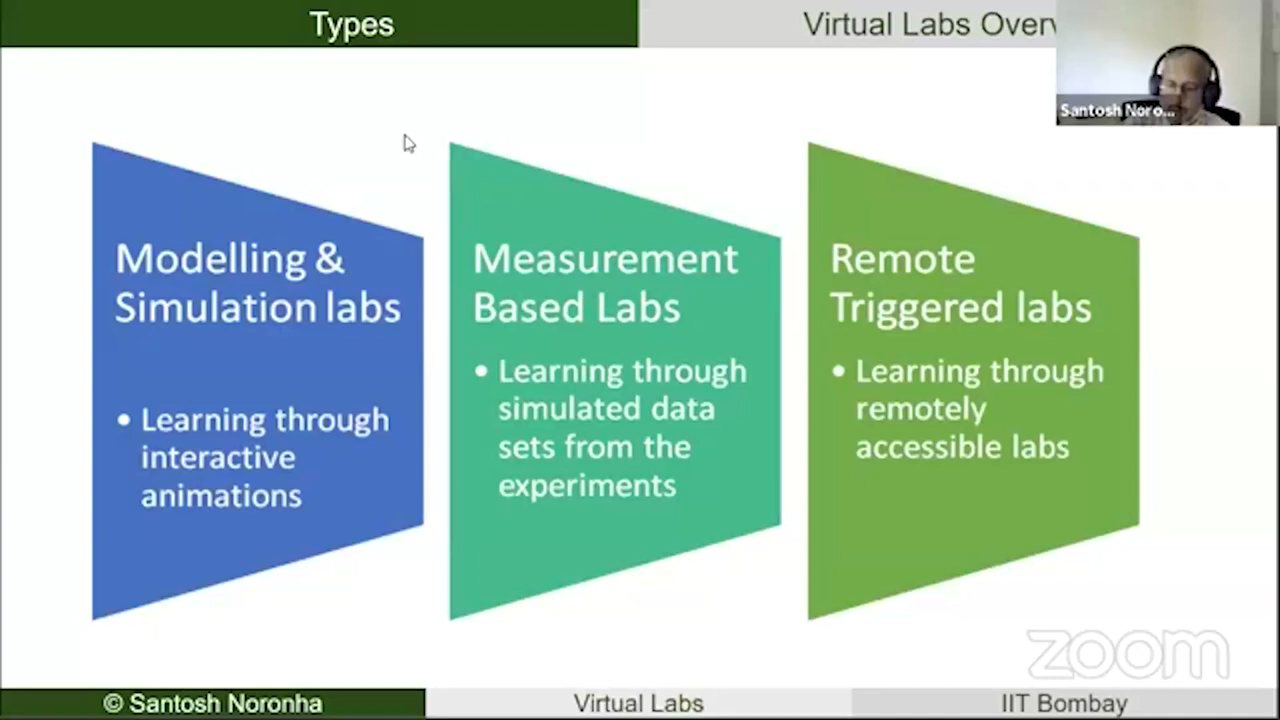 Types
Virtual Labs
Santosh Noro...
Modelling &
Simulation labs
• Learning through
interactive
animations
Measurement
Based Labs
• Learning through
simulated data
sets from the
experiments
Remote
Triggered labs
• Learning through
remotely
accessible labs
zoom
© Santosh Noronha
Virtual Labs
IIT Bombay